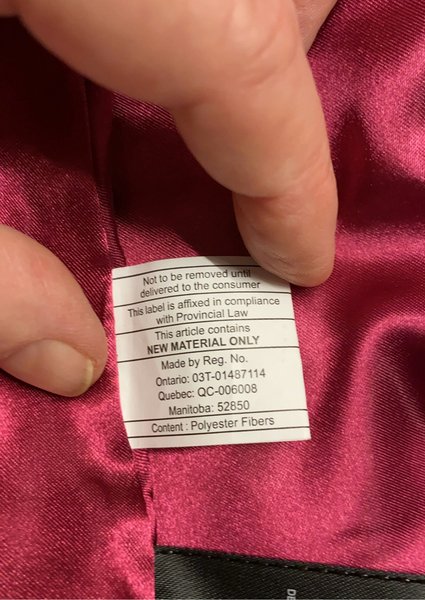 Not to be removed until
delivered to the consumer
This label is affixed in compliance
with Provincial Law
This article contains
NEW MATERIAL ONLY
Made by Reg. No.
Ontario: 03T-01487114
Quebec: QC-006008
Manitoba: 52850
Content : Polyester Fibers